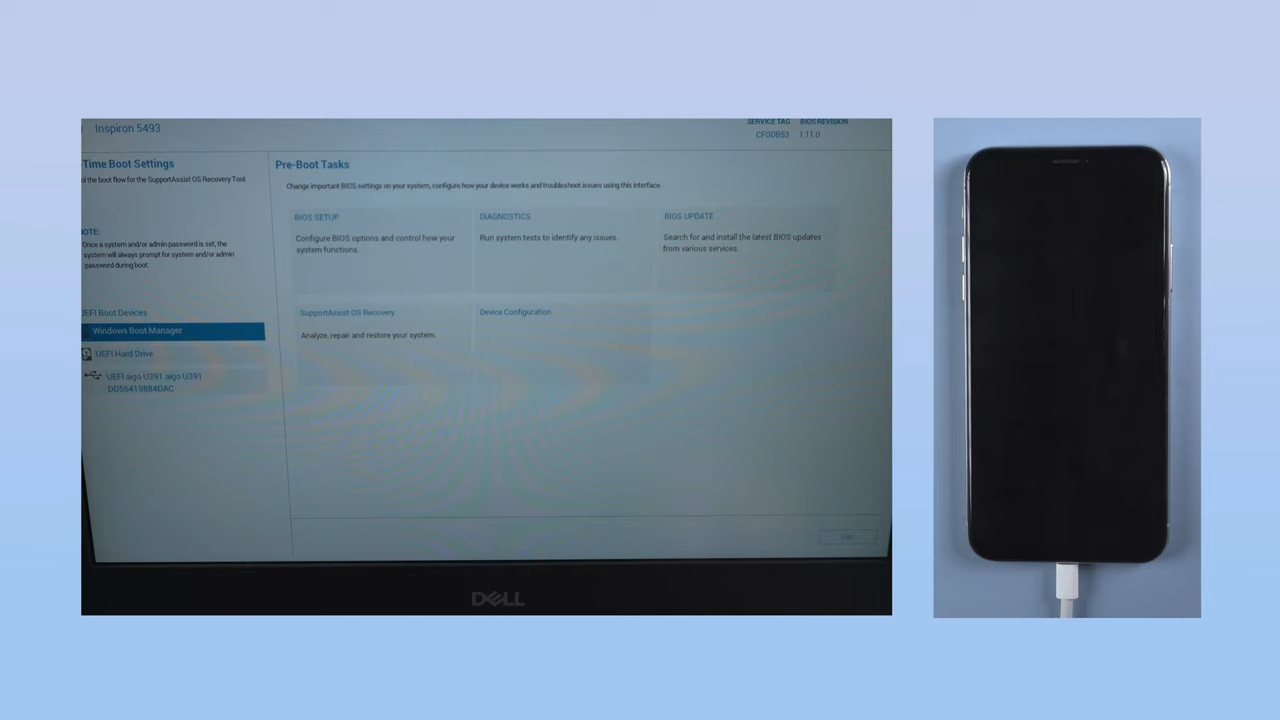 Inspiron 5493
SERVICE TAG BIOS REVISION
1.11.0
Time Boot Settings
the boot flow for the SupportAssist OS Recovery Tool.
OTE:
Once a system and/or admin password is set, the
system will always prompt for system and/or admin
password during boot.
UEFI Boot Devices
Windows Boot Manager
UEFI Hard Drive
UEFI aigo U391 aigo U391
Pre-Boot Tasks
Change important BIOS settings on your system, configure how your device works and troubleshoot issues using this interface.
BIOS SETUP
Configure BIOS options and control how your
system functions.
DIAGNOSTICS
Run system tests to identify any issues.
BIOS UPDATE
Search for and install the latest BIOS updates
from various services.
SupportAssist OS Recovery
Analyze, repair and restore your system.
Device Configuration
DELL